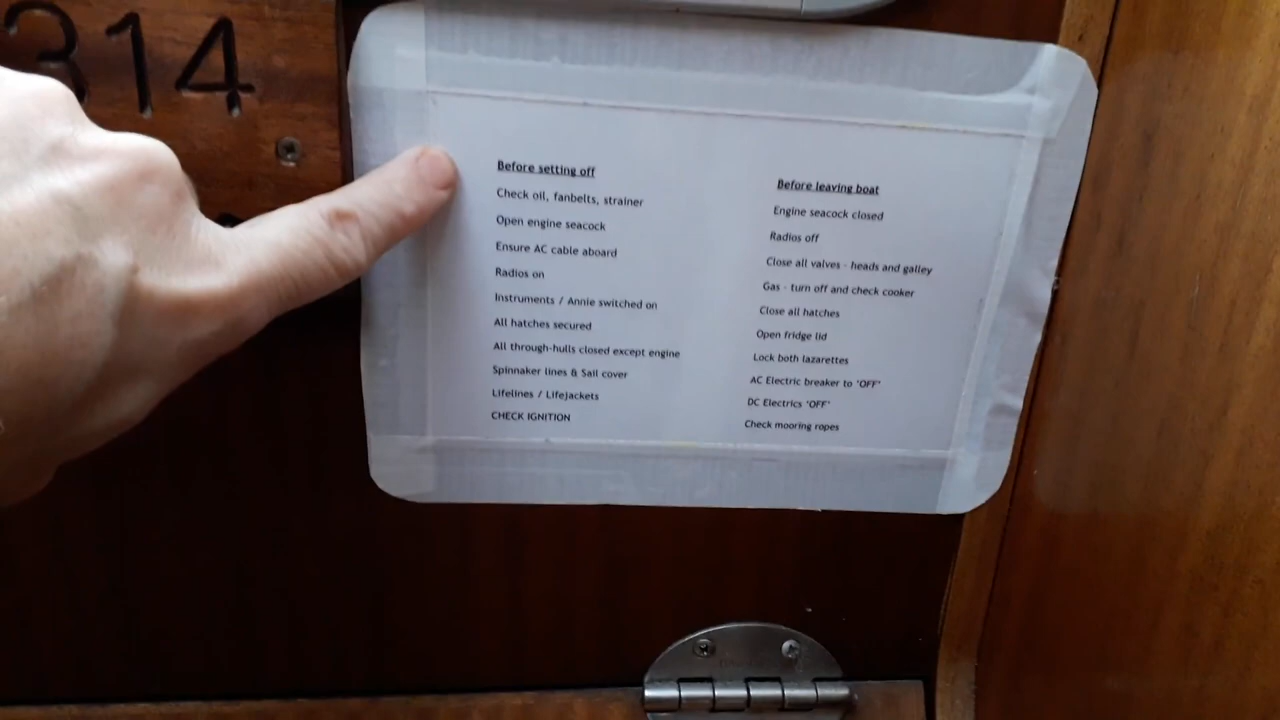 314
Before setting off
Check oil, fanbelts, strainer
Open engine seacock
Ensure AC cable aboard
Radios on
Instruments / Annie switched on
All hatches secured
All through-hulls closed except engine
Spinnaker lines & Sail cover
Lifelines / Lifejackets
CHECK IGNITION
Before leaving boat
Engine seacock closed
Radios off
Close all valves - heads and galley
Gas - turn off and check cooker
Close all hatches
Open fridge lid
Lock both lazarettes
AC Electric breaker to "OFF"
DC Electrics "OFF"
Check mooring ropes